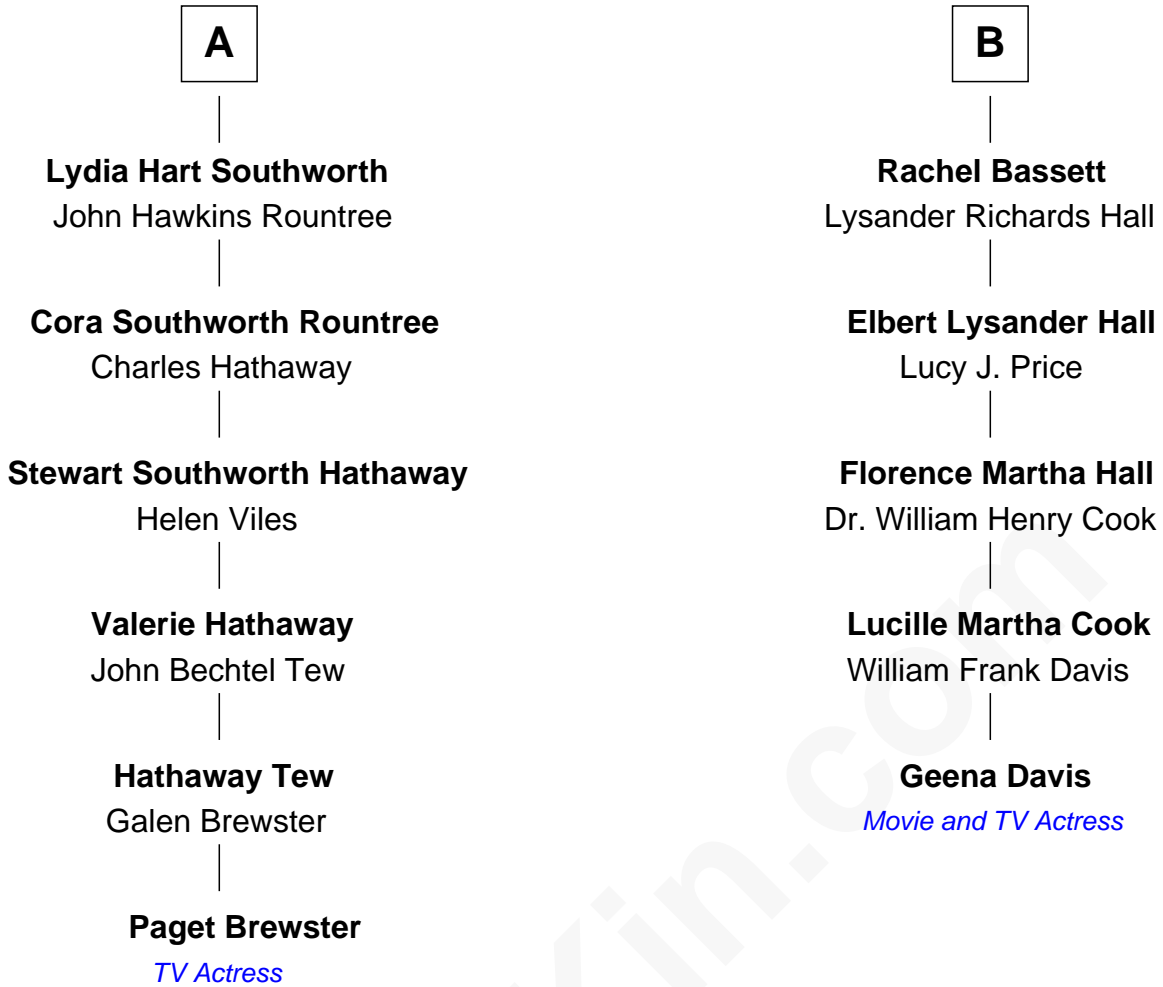 A
Lydia Hart Southworth
John Hawkins Rountree
Cora Southworth Rountree
Charles Hathaway
Stewart Southworth Hathaway
Helen Viles
Valerie Hathaway
John Bechtel Tew
Hathaway Tew
Galen Brewster
Paget Brewster
TV Actress
B
Rachel Bassett
Lysander Richards Hall
Elbert Lysander Hall
Lucy J. Price
Florence Martha Hall
Dr. William Henry Cook
Lucille Martha Cook
William Frank Davis
Geena Davis
Movie and TV Actress
Kin.com